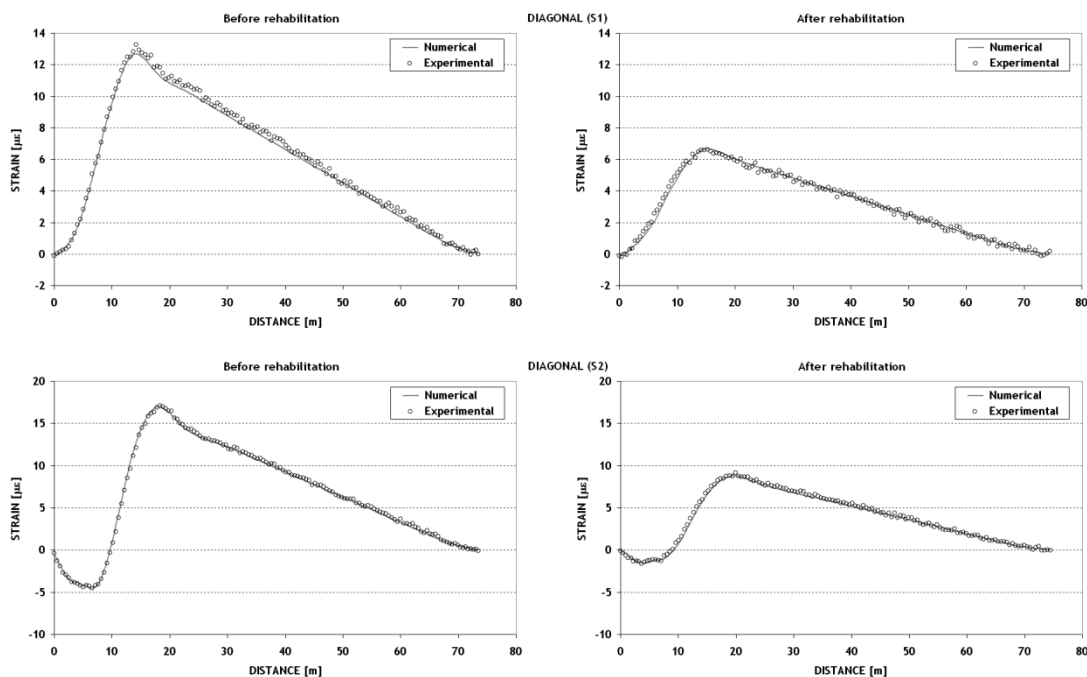 Before rehabilitation DIAGONAL (S1) After rehabilitation
14
12
10
8
6
4
2
0
-2
STRAIN [με]
Numerical
Experimental
0 10 20 30 40 50 60 70 80
DISTANCE [m]
14
12
10
8
6
4
2
0
-2
STRAIN [με]
Numerical
Experimental
0 10 20 30 40 50 60 70 80
DISTANCE [m]
Before rehabilitation DIAGONAL (S2) After rehabilitation
20
15
10
5
0
-5
-10
STRAIN [με]
Numerical
Experimental
0 10 20 30 40 50 60 70 80
DISTANCE [m]
20
15
10
5
0
-5
-10
STRAIN [με]
Numerical
Experimental
0 10 20 30 40 50 60 70 80
DISTANCE [m]